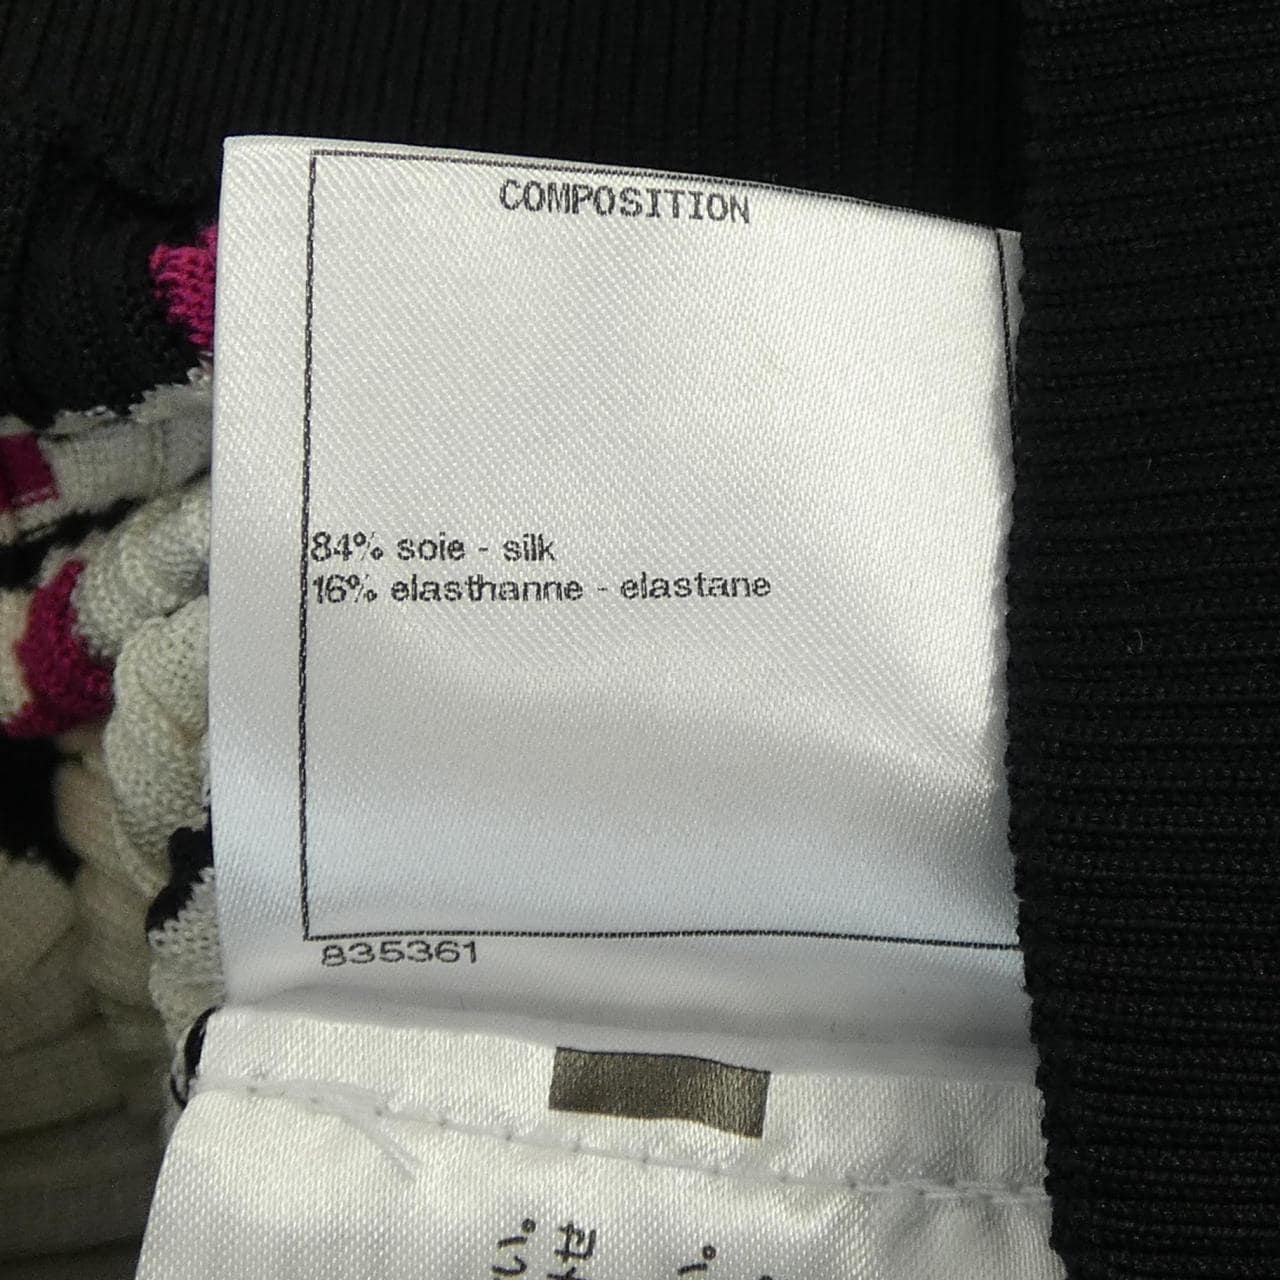 COMPOSITION
84% soie - silk
16% elasthanne - elastane
835361